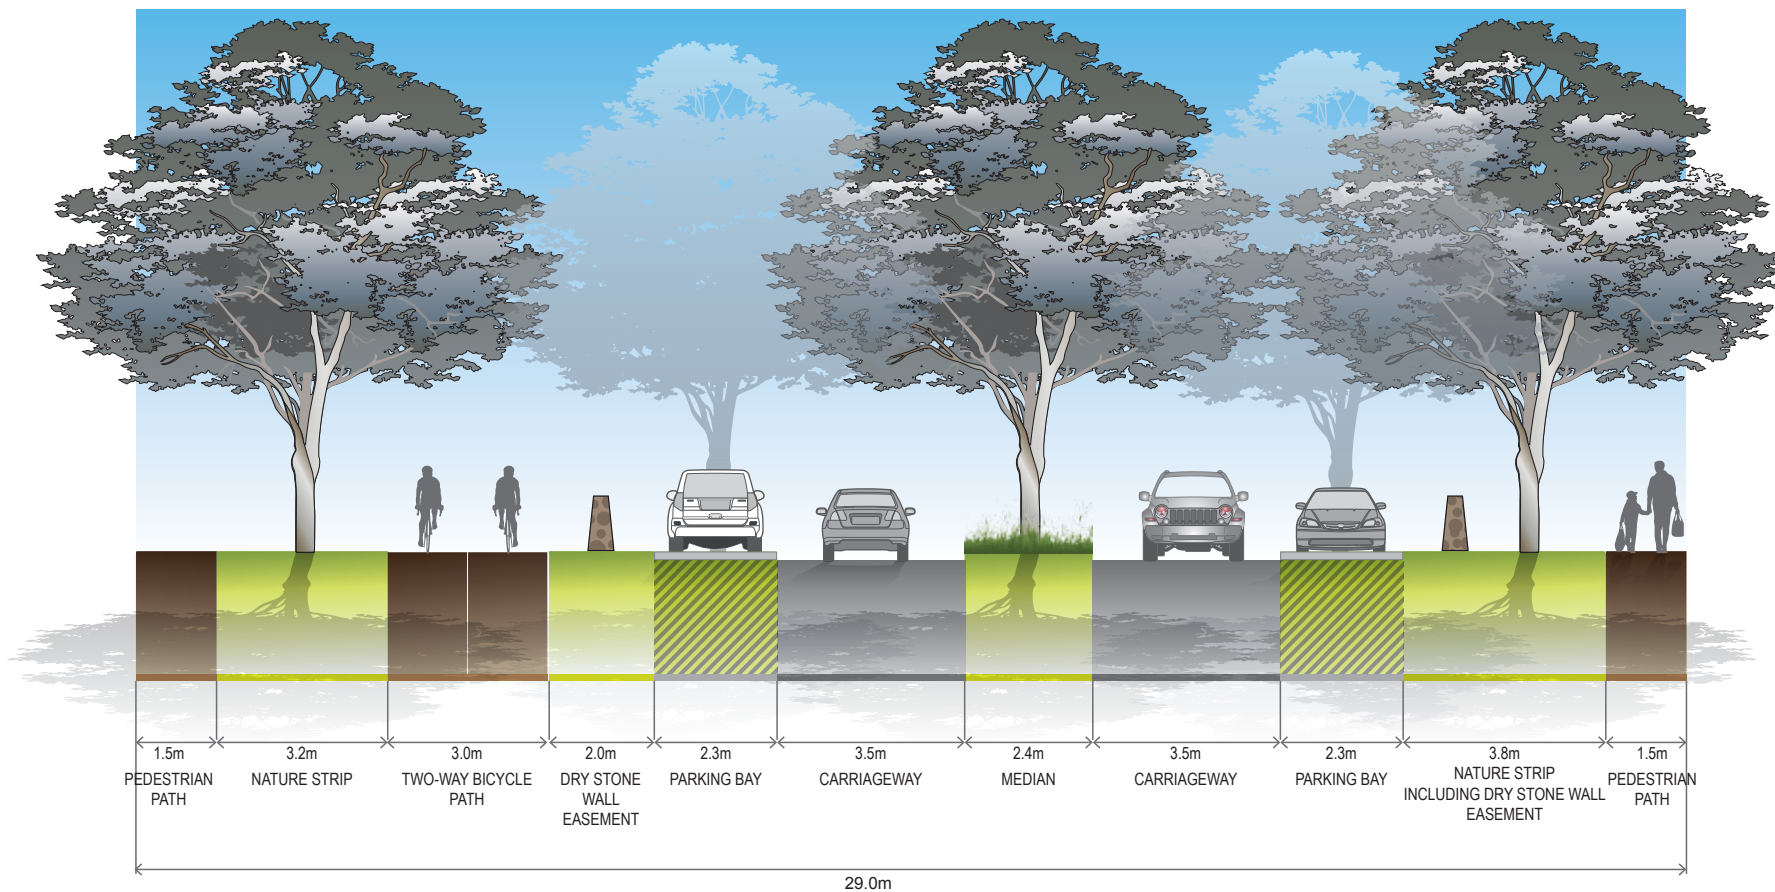 1.5m
PEDESTRIAN
PATH
3.2m
NATURE STRIP
3.0m
TWO-WAY BICYCLE
PATH
2.0m
DRY STONE
WALL
EASEMENT
2.3m
PARKING BAY
3.5m
CARRIAGEWAY
2.4m
MEDIAN
3.5m
CARRIAGEWAY
2.3m
PARKING BAY
3.8m
NATURE STRIP
INCLUDING DRY STONE WALL
EASEMENT
1.5m
PEDESTRIAN
PATH
29.0m